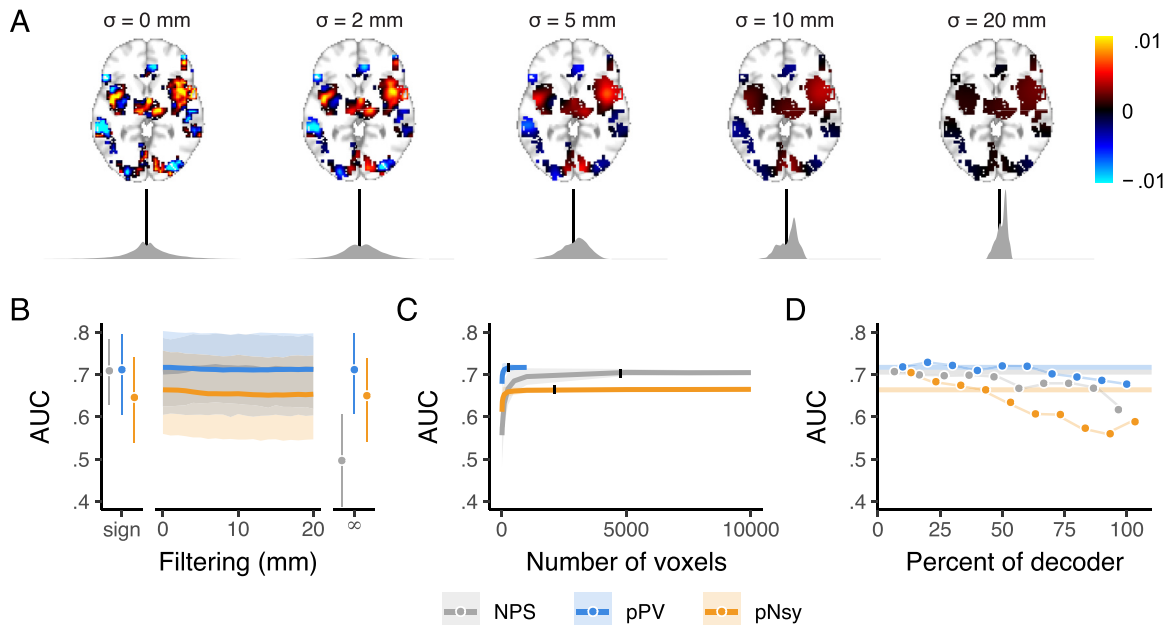 A
σ = 0 mm
σ = 2 mm
σ = 5 mm
σ = 10 mm
σ = 20 mm
.01
0
− .01
B
AUC
.8
.7
.6
.5
.4
sign
0
10
20
∞
Filtering (mm)
C
AUC
.8
.7
.6
.5
.4
0
5000
10000
Number of voxels
D
AUC
.8
.7
.6
.5
.4
0
25
50
75
100
Percent of decoder
NPS
pPV
pNsy